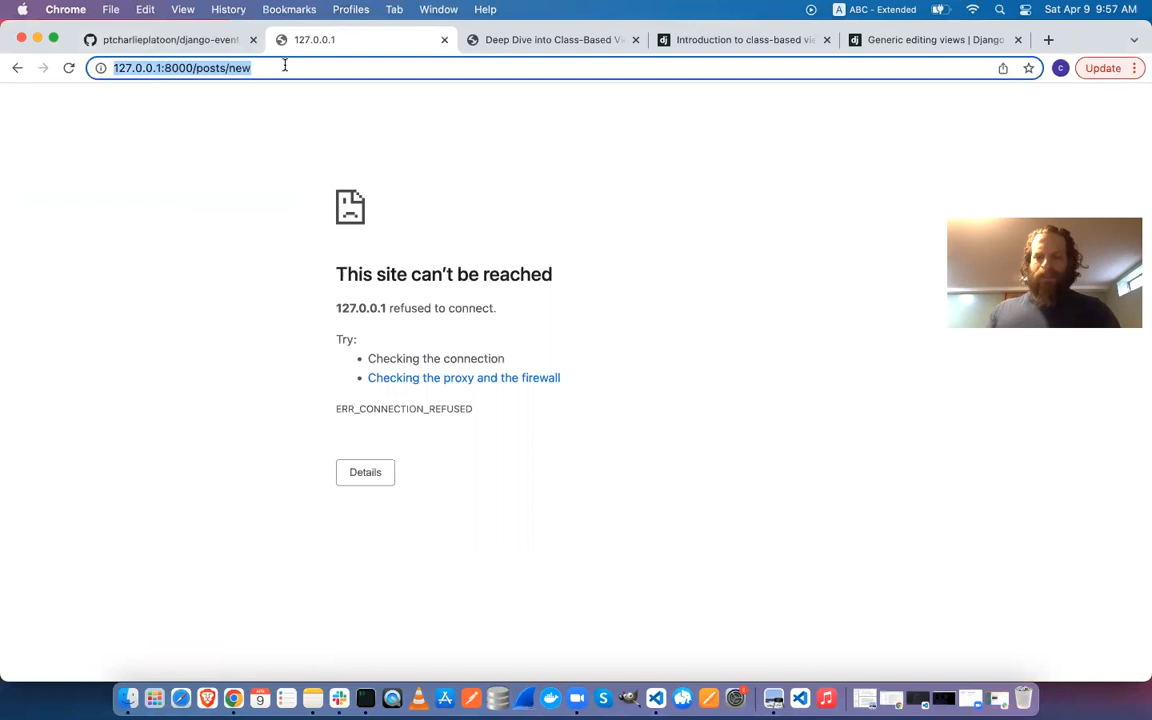 Chrome File Edit View History Bookmarks Profiles Tab Window Help A ABC - Extended Sat Apr 9 9:57 AM
ptcharlieplatoon/django-event 127.0.0.1 Deep Dive into Class-Based Vi dj Introduction to class-based vie dj Generic editing views | Django
127.0.0.1:8000/posts/new c Update
This site can't be reached
127.0.0.1 refused to connect.
Try:
• Checking the connection
• Checking the proxy and the firewall
ERR_CONNECTION_REFUSED
Details